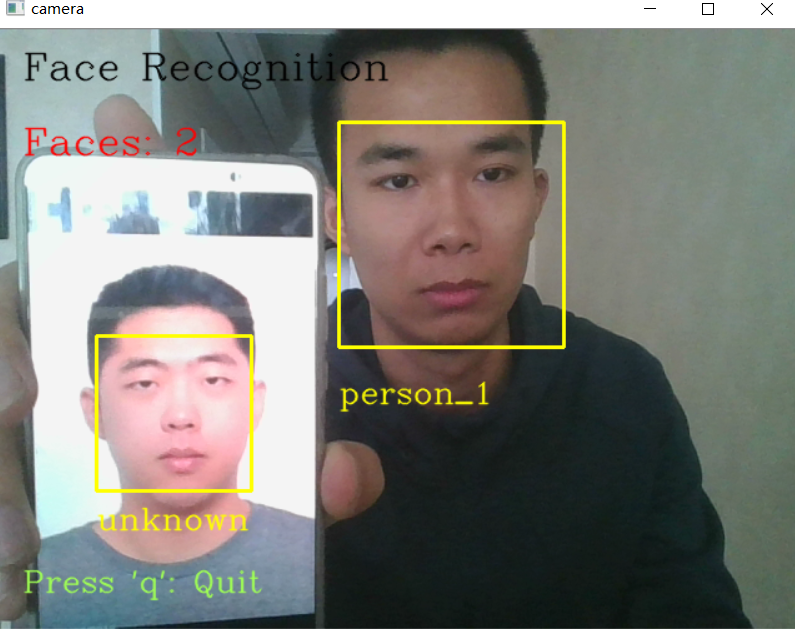 camera
Face Recognition
Faces: 2
person_1
unknown
Press 'q': Quit